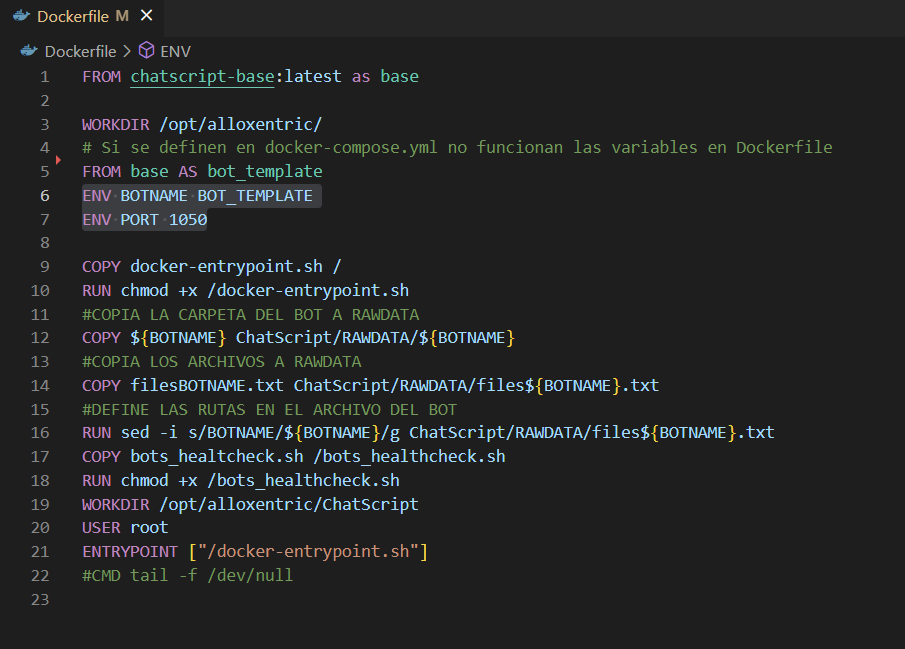 Dockerfile M
Dockerfile > ENV
1 FROM chatscript-base:latest as base
2
3 WORKDIR /opt/alloxentric/
4 # Si se definen en docker-compose.yml no funcionan las variables en Dockerfile
5 FROM base AS bot_template
6 ENV BOTNAME BOT_TEMPLATE
7 ENV PORT 1050
8
9 COPY docker-entrypoint.sh /
10 RUN chmod +x /docker-entrypoint.sh
11 #COPIA LA CARPETA DEL BOT A RAWDATA
12 COPY ${BOTNAME} ChatScript/RAWDATA/${BOTNAME}
13 #COPIA LOS ARCHIVOS A RAWDATA
14 COPY filesBOTNAME.txt ChatScript/RAWDATA/files${BOTNAME}.txt
15 #DEFINE LAS RUTAS EN EL ARCHIVO DEL BOT
16 RUN sed -i s/BOTNAME/${BOTNAME}/g ChatScript/RAWDATA/files${BOTNAME}.txt
17 COPY bots_healtcheck.sh /bots_healthcheck.sh
18 RUN chmod +x /bots_healthcheck.sh
19 WORKDIR /opt/alloxentric/ChatScript
20 USER root
21 ENTRYPOINT ["/docker-entrypoint.sh"]
22 #CMD tail -f /dev/null
23